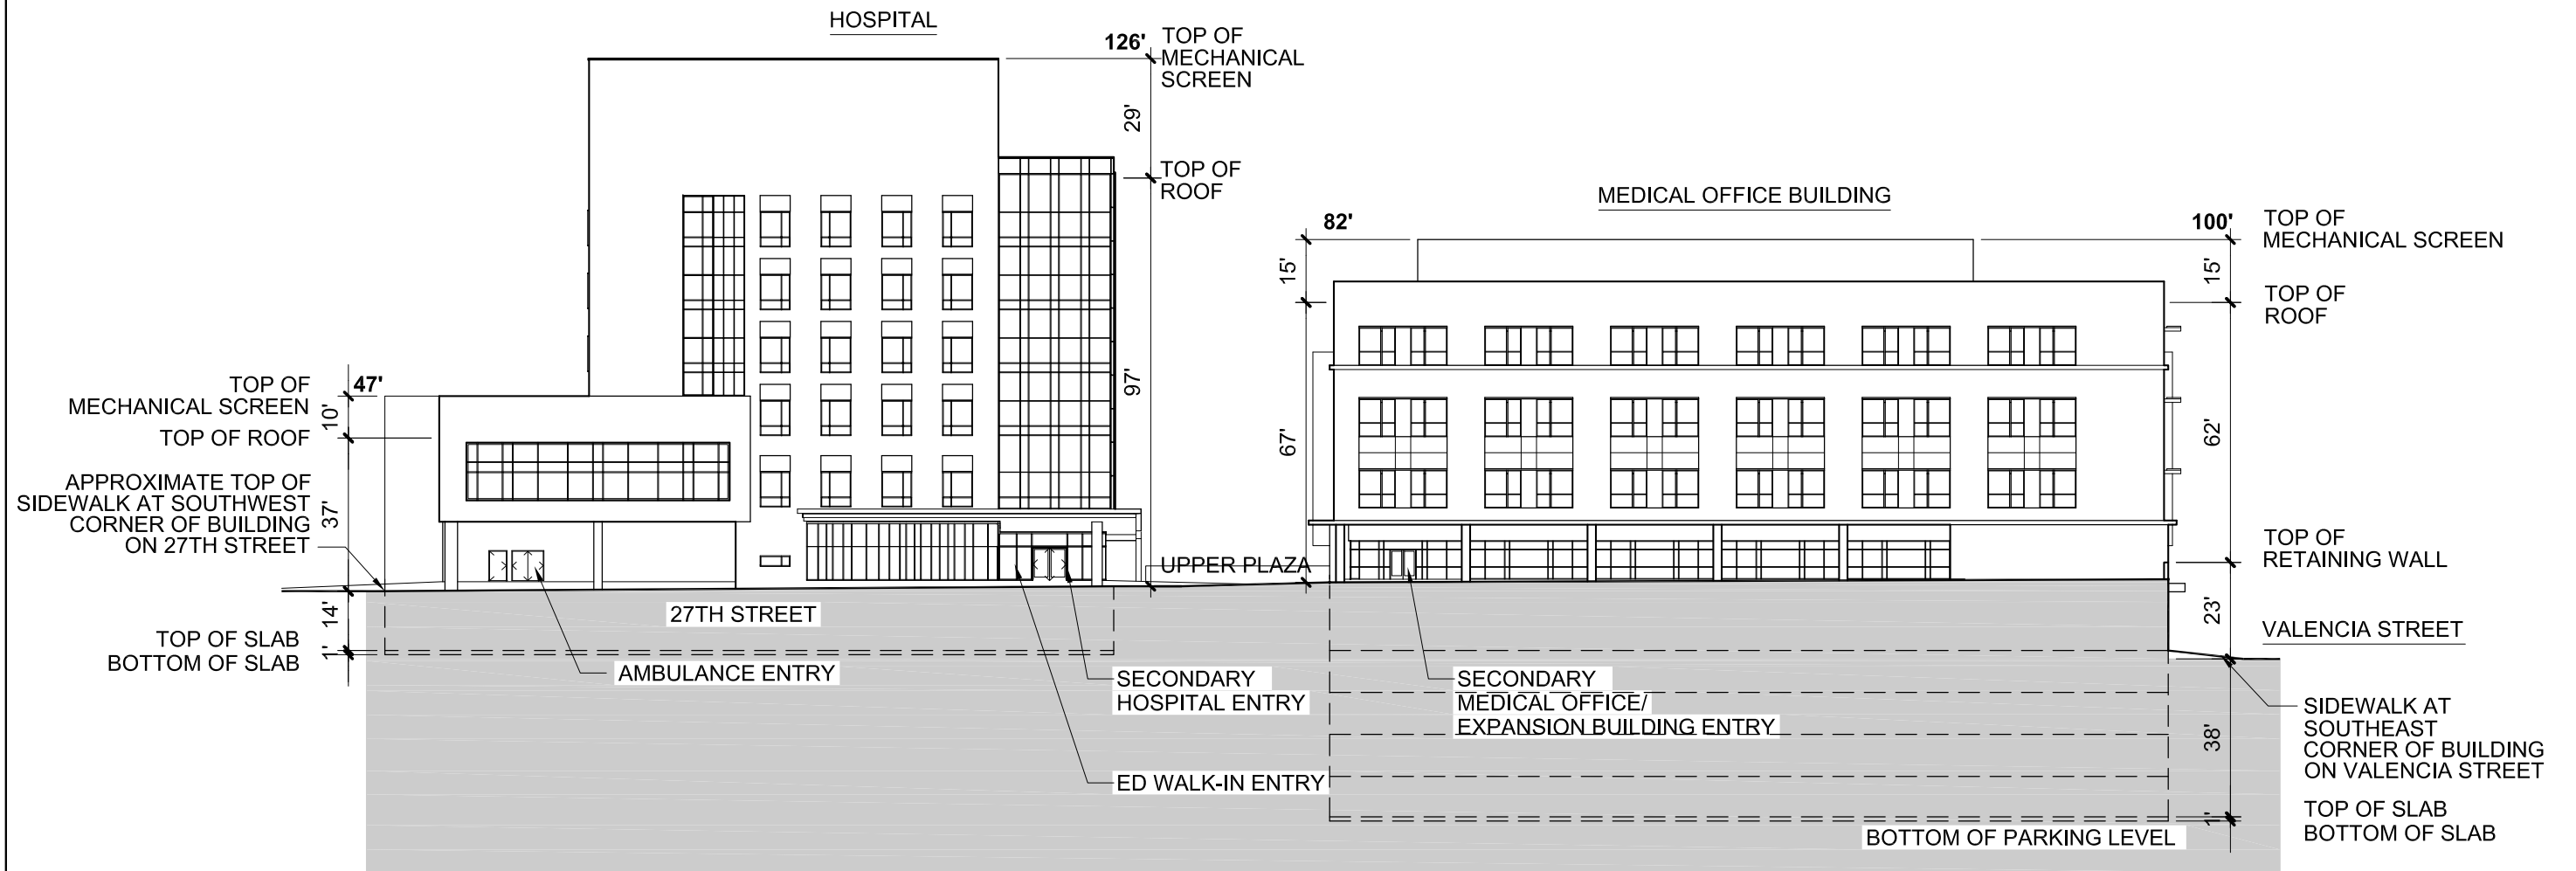 HOSPITAL
126'
TOP OF
MECHANICAL
SCREEN
29'
TOP OF
ROOF
97'
MEDICAL OFFICE BUILDING
82'
100'
TOP OF
MECHANICAL SCREEN
15'
15'
TOP OF
ROOF
67'
62'
TOP OF
MECHANICAL SCREEN
47'
10'
TOP OF ROOF
APPROXIMATE TOP OF
SIDEWALK AT SOUTHWEST
CORNER OF BUILDING
ON 27TH STREET
37'
UPPER PLAZA
TOP OF
RETAINING WALL
27TH STREET
14'
23'
VALENCIA STREET
TOP OF SLAB
BOTTOM OF SLAB
1'
AMBULANCE ENTRY
SECONDARY
HOSPITAL ENTRY
SECONDARY
MEDICAL OFFICE/
EXPANSION BUILDING ENTRY
SIDEWALK AT
SOUTHEAST
CORNER OF BUILDING
ON VALENCIA STREET
38'
ED WALK-IN ENTRY
TOP OF SLAB
BOTTOM OF SLAB
1'
BOTTOM OF PARKING LEVEL